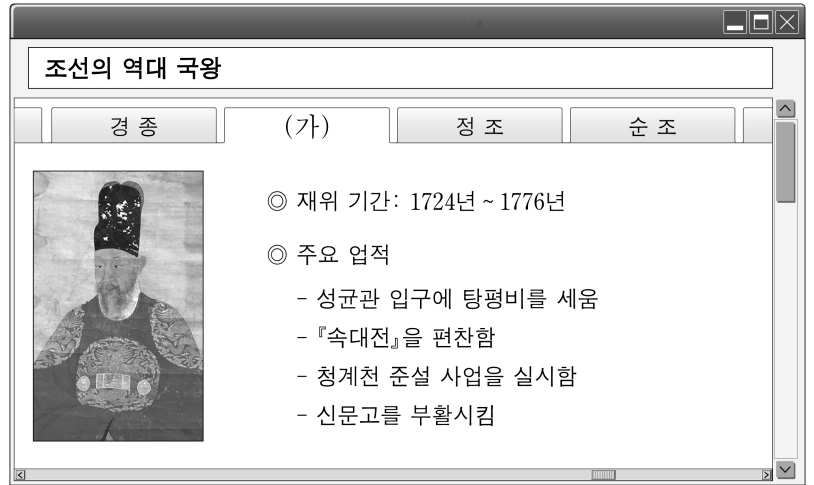 조선의 역대 국왕
경 종
(가)
정 조
순 조
◎ 재위 기간: 1724년 ~ 1776년
◎ 주요 업적
- 성균관 입구에 탕평비를 세움
- 『속대전』을 편찬함
- 청계천 준설 사업을 실시함
- 신문고를 부활시킴